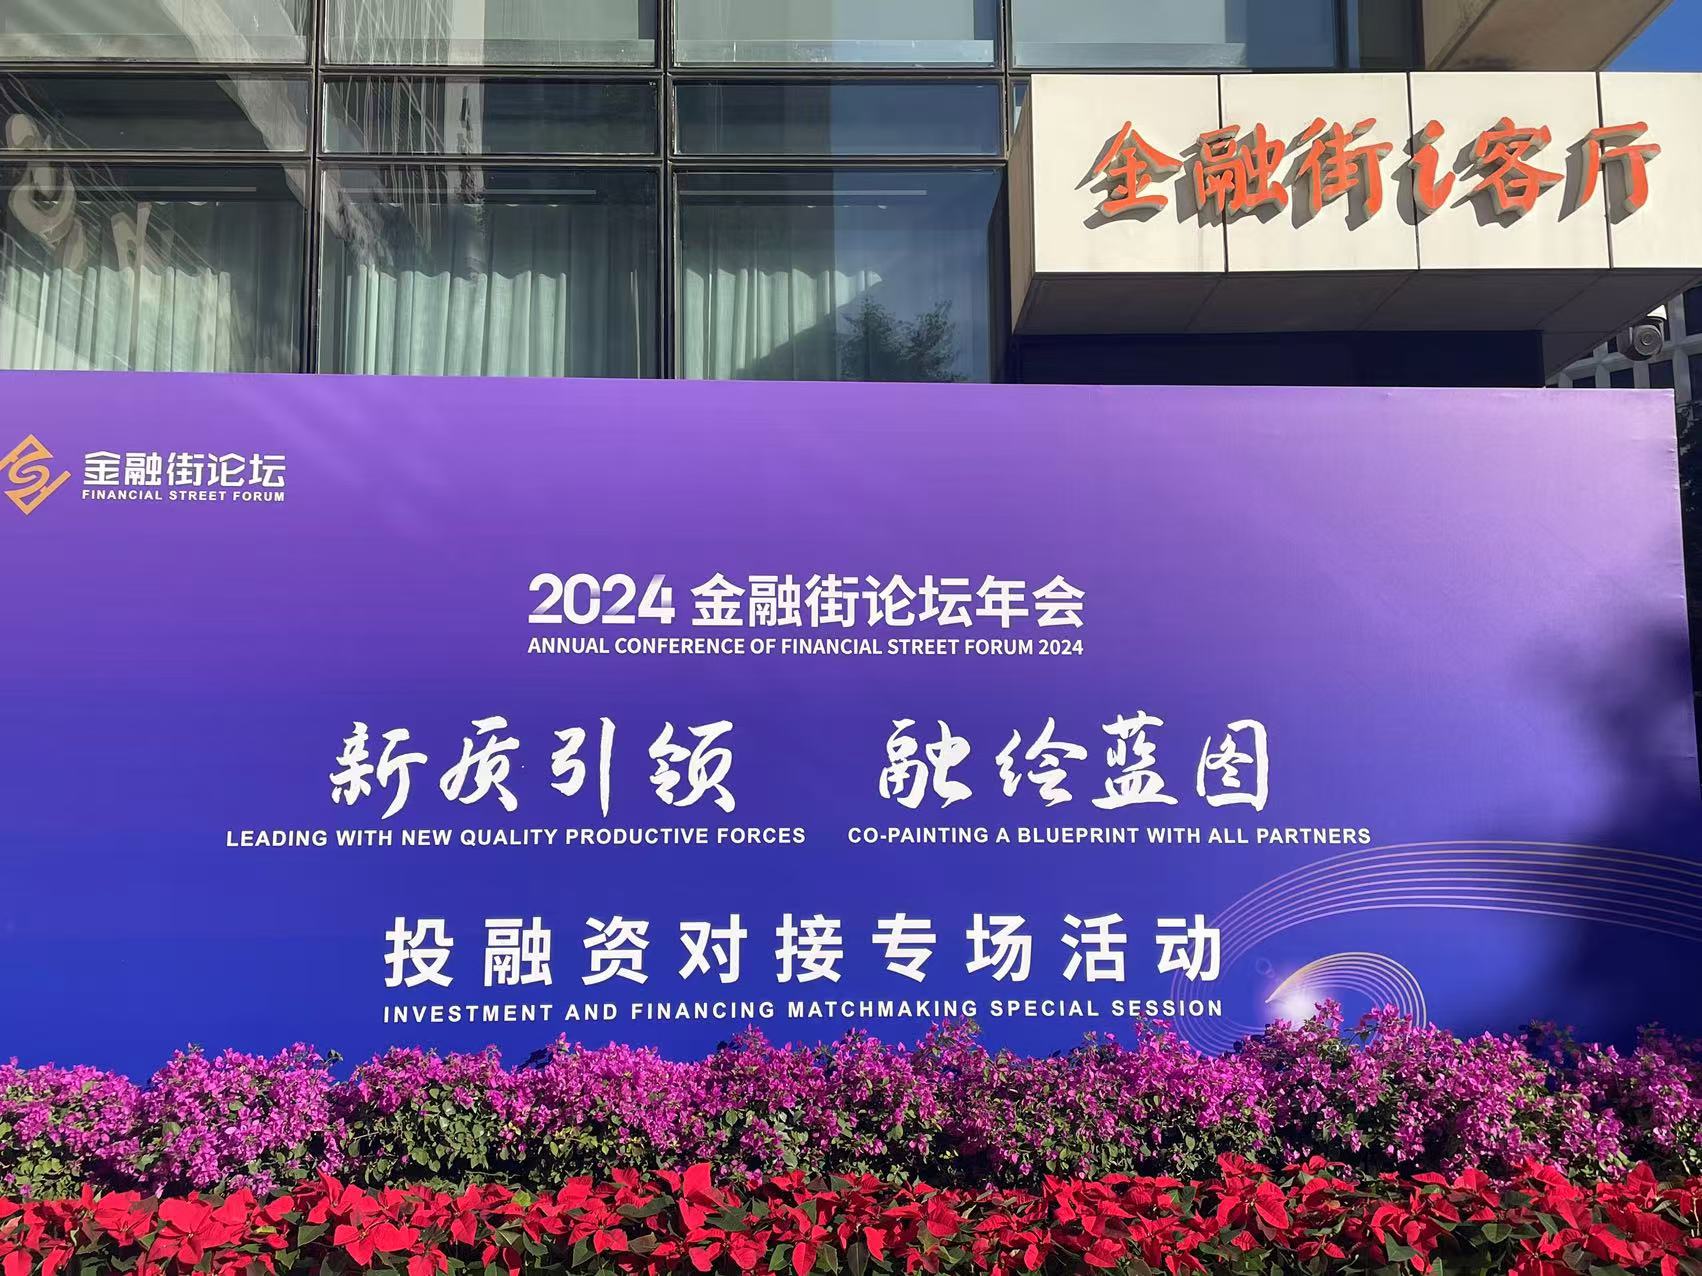 金融街i客厅
金融街论坛
FINANCIAL STREET FORUM
2024 金融街论坛年会
ANNUAL CONFERENCE OF FINANCIAL STREET FORUM 2024
新质引领 融绘蓝图
LEADING WITH NEW QUALITY PRODUCTIVE FORCES CO-PAINTING A BLUEPRINT WITH ALL PARTNERS
投融资对接专场活动
INVESTMENT AND FINANCING MATCHMAKING SPECIAL SESSION